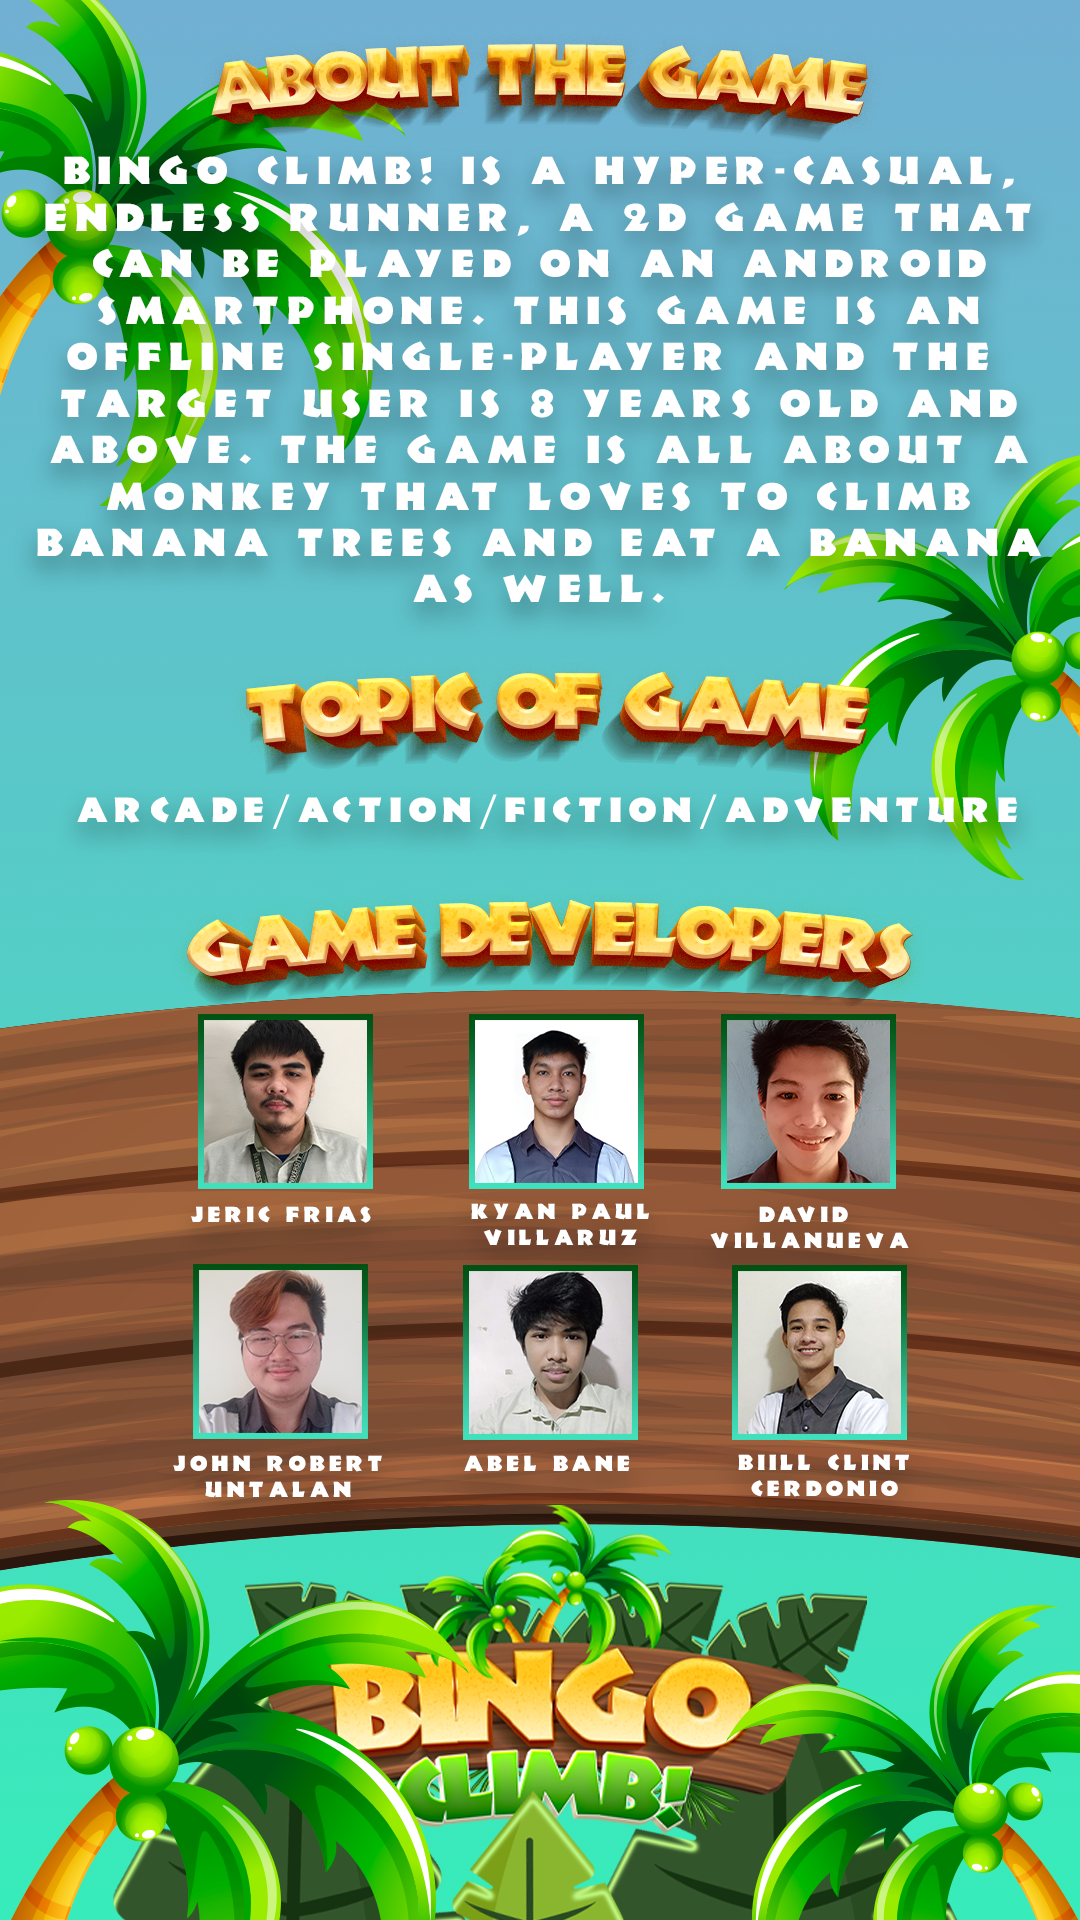 ABOUT THE GAME
BINGO CLIMB! IS A HYPER-CASUAL,
ENDLESS RUNNER, A 2D GAME THAT
CAN BE PLAYED ON AN ANDROID
SMARTPHONE. THIS GAME IS AN
OFFLINE SINGLE-PLAYER AND THE
TARGET USER IS 8 YEARS OLD AND
ABOVE. THE GAME IS ALL ABOUT A
MONKEY THAT LOVES TO CLIMB
BANANA TREES AND EAT A BANANA
AS WELL.
TOPIC OF GAME
ARCADE/ACTION/FICTION/ADVENTURE
GAME DEVELOPERS
JERIC FRIAS
KYAN PAUL
VILLARUZ
DAVID
VILLANUEVA
JOHN ROBERT
UNTALAN
ABEL BANE
BIILL CLINT
CERDONIO
BINGO
CLIMB!